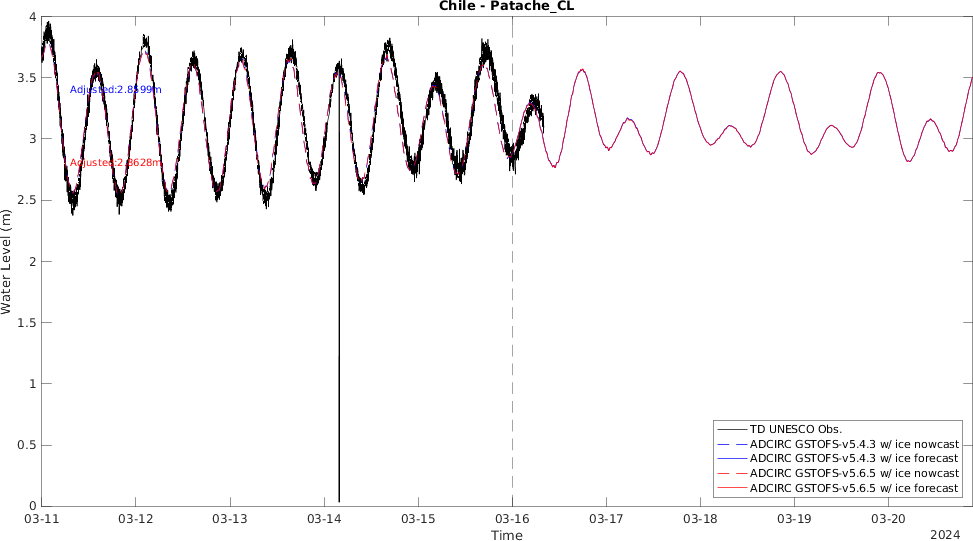 Chile - Patache_CL
4
3.5
3
2.5
2
1.5
1
0.5
0
Water Level (m)
Adjusted:2.8599m
Adjusted:2.8628m
TD UNESCO Obs.
ADCIRC GSTOFS-v5.4.3 w/ ice nowcast
ADCIRC GSTOFS-v5.4.3 w/ ice forecast
ADCIRC GSTOFS-v5.6.5 w/ ice nowcast
ADCIRC GSTOFS-v5.6.5 w/ ice forecast
03-11 03-12 03-13 03-14 03-15 03-16 03-17 03-18 03-19 03-20
Time
2024